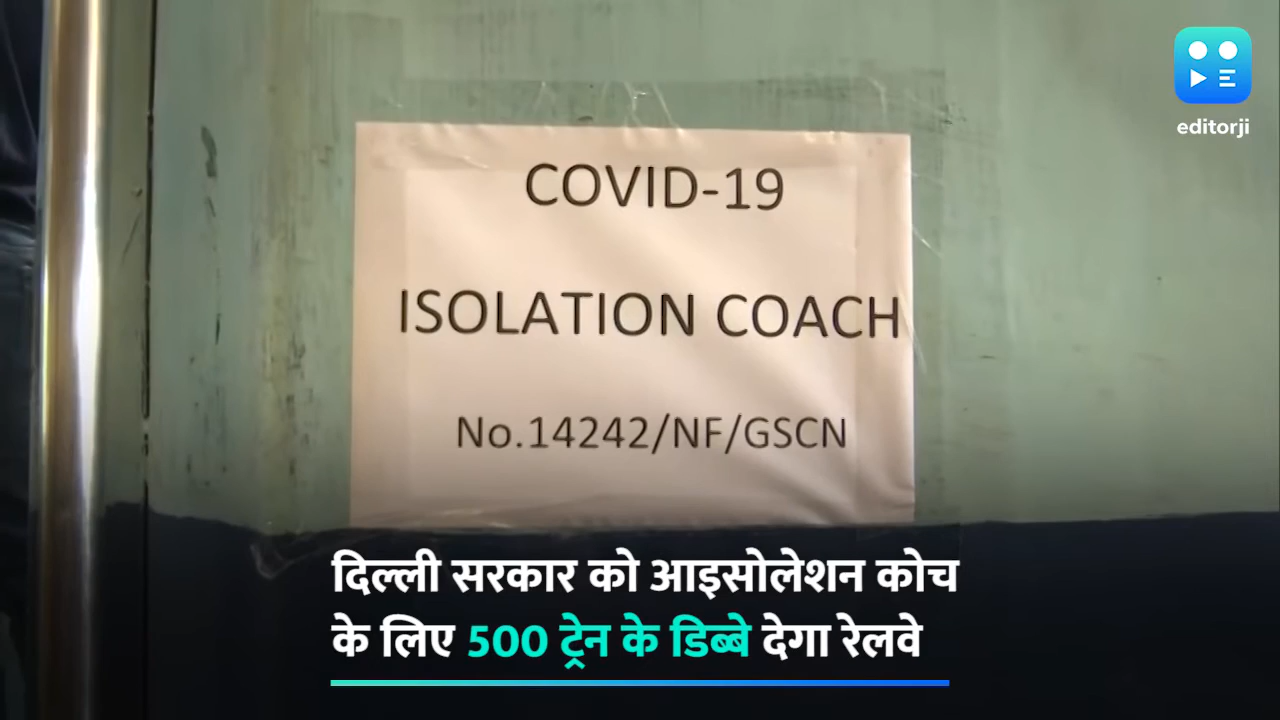 editorji
COVID-19
ISOLATION COACH
No.14242/NF/GSCN
दिल्ली सरकार को आइसोलेशन कोच
के लिए 500 ट्रेन के डिब्बे देगा रेलवे